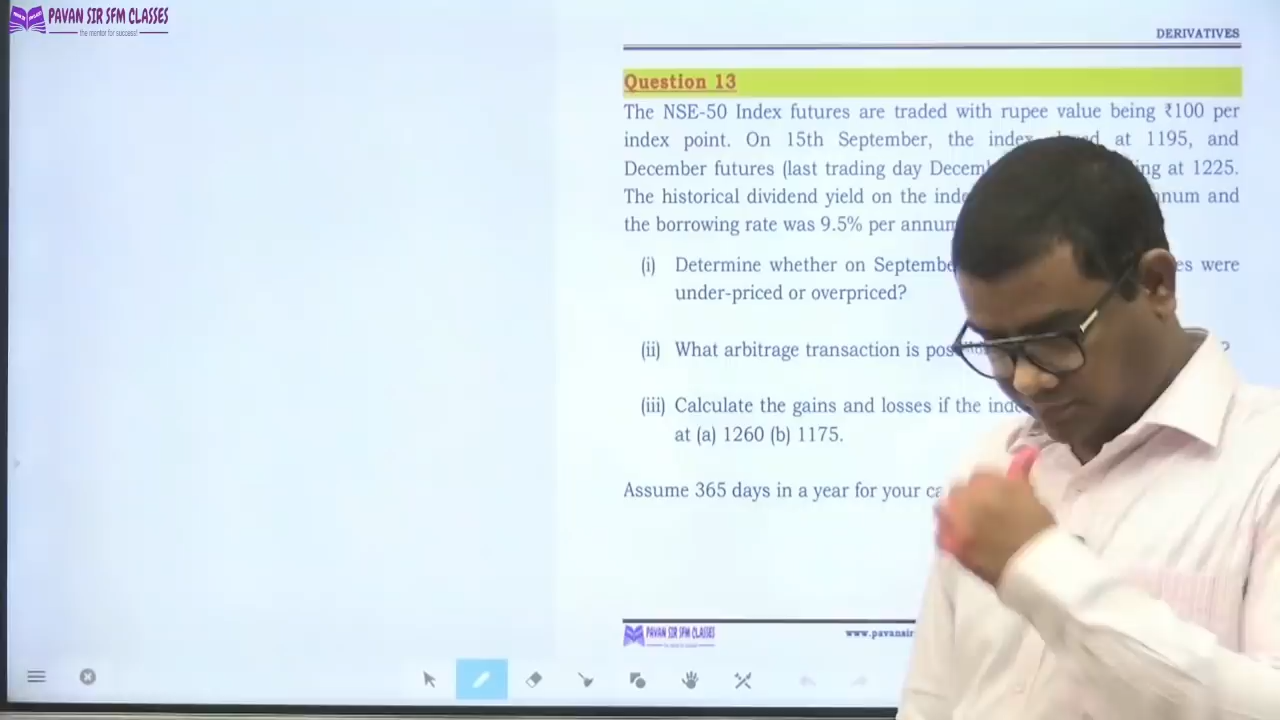 PAVAN SIR SFM CLASSES
the mentor for success!
DERIVATIVES
Question 13
The NSE-50 Index futures are traded with rupee value being ₹100 per
index point. On 15th September, the index at 1195, and
December futures (last trading day at 1225.
The historical dividend yield on the and
the borrowing rate was 9.5% per
(i) Determine whether on were
under-priced or overpriced?
(ii) What arbitrage transaction is ?
(iii) Calculate the gains and losses if the
at (a) 1260 (b) 1175.
Assume 365 days in a year for your
PAVAN SIR SFM CLASSES
www.pavansir